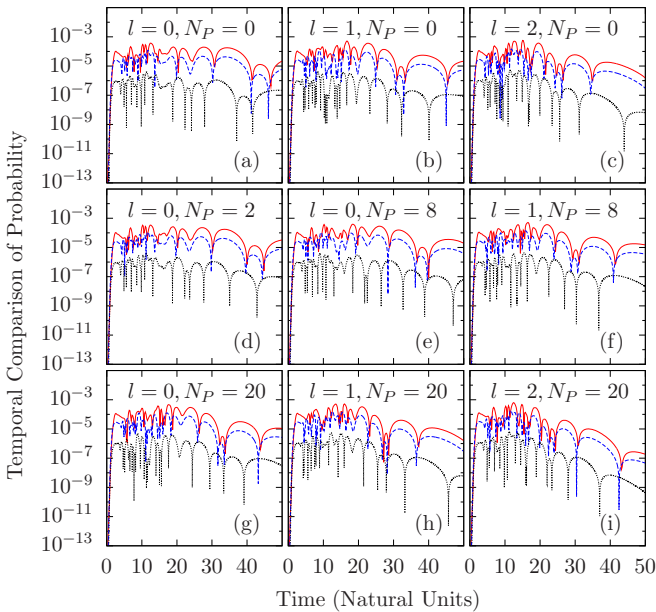 l = 0, N_P = 0
l = 1, N_P = 0
l = 2, N_P = 0
10^{-3}
10^{-5}
10^{-7}
10^{-9}
10^{-11}
10^{-13}
(a)
(b)
(c)
l = 0, N_P = 2
l = 0, N_P = 8
l = 1, N_P = 8
10^{-3}
10^{-5}
10^{-7}
10^{-9}
10^{-11}
10^{-13}
(d)
(e)
(f)
l = 0, N_P = 20
l = 1, N_P = 20
l = 2, N_P = 20
10^{-3}
10^{-5}
10^{-7}
10^{-9}
10^{-11}
10^{-13}
(g)
(h)
(i)
0 10 20 30 40 0 10 20 30 40 0 10 20 30 40 50
Time (Natural Units)
Temporal Comparison of Probability